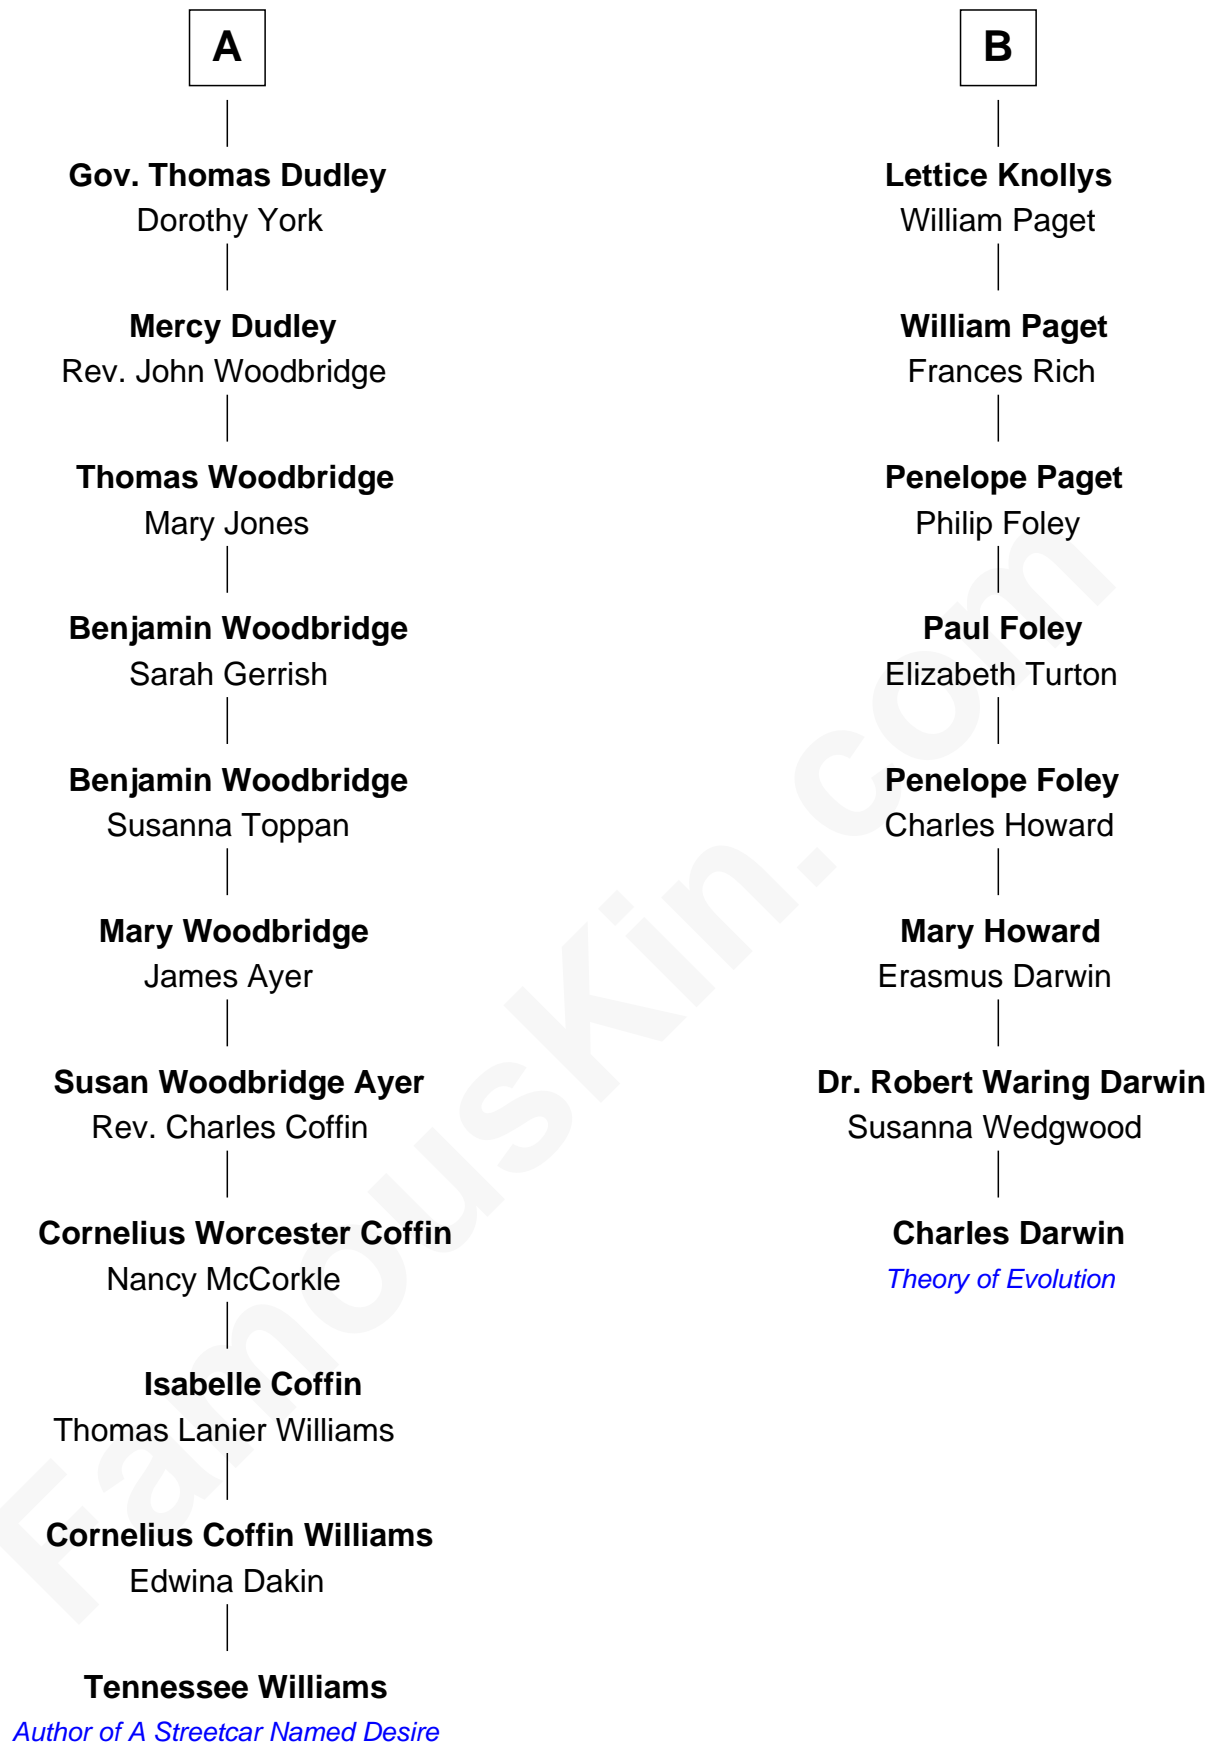 A
Gov. Thomas Dudley
Dorothy York
Mercy Dudley
Rev. John Woodbridge
Thomas Woodbridge
Mary Jones
Benjamin Woodbridge
Sarah Gerrish
Benjamin Woodbridge
Susanna Toppan
Mary Woodbridge
James Ayer
Susan Woodbridge Ayer
Rev. Charles Coffin
Cornelius Worcester Coffin
Nancy McCorkle
Isabelle Coffin
Thomas Lanier Williams
Cornelius Coffin Williams
Edwina Dakin
Tennessee Williams
Author of A Streetcar Named Desire
B
Lettice Knollys
William Paget
William Paget
Frances Rich
Penelope Paget
Philip Foley
Paul Foley
Elizabeth Turton
Penelope Foley
Charles Howard
Mary Howard
Erasmus Darwin
Dr. Robert Waring Darwin
Susanna Wedgwood
Charles Darwin
Theory of Evolution
FamousKin.com